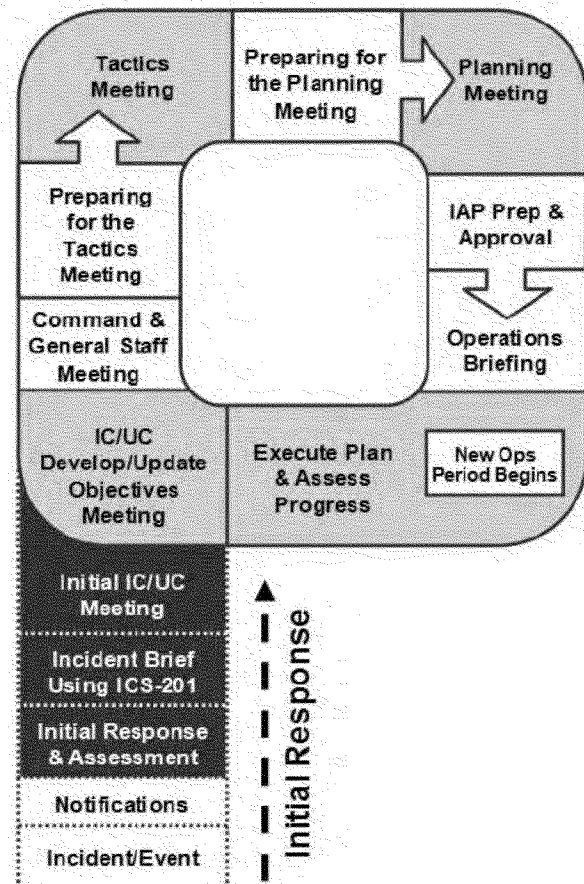 Tactics
Meeting
Preparing for
the Planning
Meeting
Planning
Meeting
Preparing
for the
Tactics
Meeting
IAP Prep &
Approval
Command &
General Staff
Meeting
Operations
Briefing
IC/UC
Develop/Update
Objectives
Meeting
Execute Plan
& Assess
Progress
New Ops
Period Begins
Initial IC/UC
Meeting
Incident Brief
Using ICS-201
Initial Response
& Assessment
Notifications
Incident/Event
Initial Response